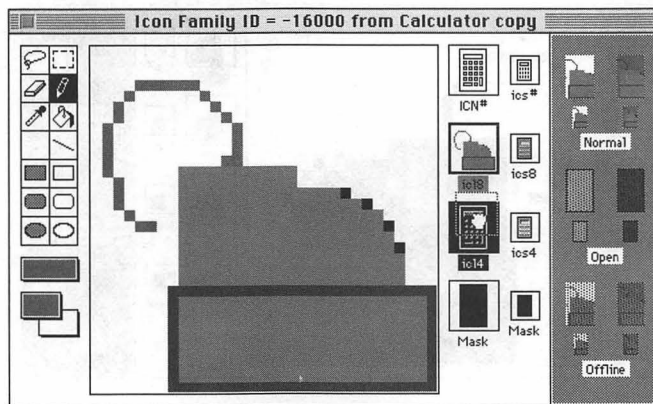 Icon Family ID = -16000 from Calculator copy
ICN#
ics#
Normal
icl8
ics8
icl4
ics4
Open
Mask
Mask
Offline